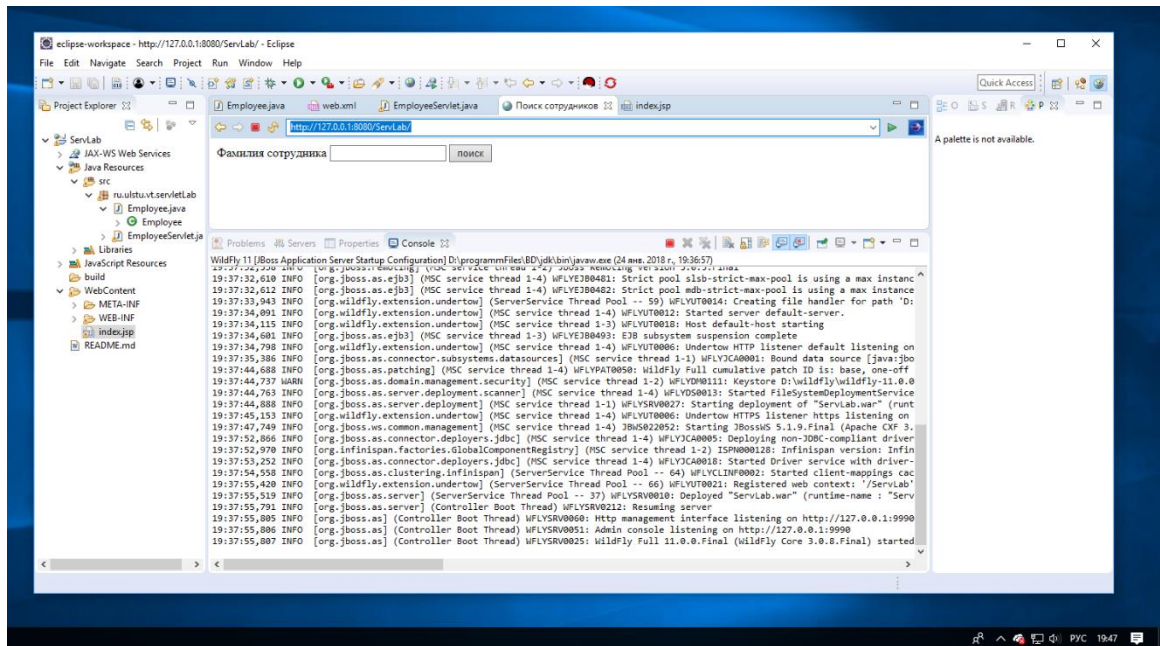 eclipse-workspace - http://127.0.0.1:8080/ServLab/ - Eclipse
File Edit Navigate Search Project Run Window Help
Quick Access
Project Explorer
Employee.java web.xml EmployeeServlet.java Поиск сотрудников index.jsp
O S R P
http://127.0.0.1:8080/ServLab/
A palette is not available.
Фамилия сотрудника поиск
ServLab
JAX-WS Web Services
Java Resources
src
ru.ulstu.vt.servletLab
Employee.java
Employee
EmployeeServlet.ja
Libraries
JavaScript Resources
build
WebContent
META-INF
WEB-INF
index.jsp
README.md
Problems Servers Properties Console
WildFly 11 [JBoss Application Server Startup Configuration] D:\programmFiles\BD\jdk\bin\javaw.exe (24 янв. 2018 г., 19:36:57)
19:37:32,610 INFO [org.jboss.as.ejb3] (MSC service thread 1-4) WFLYEJB0481: Strict pool slsb-strict-max-pool is using a max instanc
19:37:32,612 INFO [org.jboss.as.ejb3] (MSC service thread 1-4) WFLYEJB0482: Strict pool mdb-strict-max-pool is using a max instance
19:37:33,943 INFO [org.wildfly.extension.undertow] (ServerService Thread Pool -- 59) WFLYUT0014: Creating file handler for path 'D:
19:37:34,091 INFO [org.wildfly.extension.undertow] (MSC service thread 1-4) WFLYUT0012: Started server default-server.
19:37:34,115 INFO [org.wildfly.extension.undertow] (MSC service thread 1-3) WFLYUT0018: Host default-host starting
19:37:34,601 INFO [org.jboss.as.ejb3] (MSC service thread 1-3) WFLYEJB0493: EJB subsystem suspension complete
19:37:34,798 INFO [org.wildfly.extension.undertow] (MSC service thread 1-4) WFLYUT0006: Undertow HTTP listener default listening on
19:37:35,386 INFO [org.jboss.as.connector.subsystems.datasources] (MSC service thread 1-1) WFLYJCA0001: Bound data source [java:jbo
19:37:44,688 INFO [org.jboss.as.patching] (MSC service thread 1-4) WFLYPAT0050: WildFly Full cumulative patch ID is: base, one-off
19:37:44,737 WARN [org.jboss.as.domain.management.security] (MSC service thread 1-2) WFLYDM0111: Keystore D:\wildfly\wildfly-11.0.0
19:37:44,763 INFO [org.jboss.as.server.deployment.scanner] (MSC service thread 1-4) WFLYDS0013: Started FileSystemDeploymentService
19:37:44,888 INFO [org.jboss.as.server.deployment] (MSC service thread 1-1) WFLYSRV0027: Starting deployment of "ServLab.war" (runt
19:37:45,153 INFO [org.wildfly.extension.undertow] (MSC service thread 1-4) WFLYUT0006: Undertow HTTPS listener https listening on
19:37:47,749 INFO [org.jboss.ws.common.management] (MSC service thread 1-4) JBWS022052: Starting JBossWS 5.1.9.Final (Apache CXF 3.
19:37:52,866 INFO [org.jboss.as.connector.deployers.jdbc] (MSC service thread 1-4) WFLYJCA0005: Deploying non-JDBC-compliant driver
19:37:52,970 INFO [org.infinispan.factories.GlobalComponentRegistry] (MSC service thread 1-2) ISPN000128: Infinispan version: Infin
19:37:53,252 INFO [org.jboss.as.connector.deployers.jdbc] (MSC service thread 1-4) WFLYJCA0018: Started Driver service with driver-
19:37:54,558 INFO [org.jboss.as.clustering.infinispan] (ServerService Thread Pool -- 64) WFLYCLINF0002: Started client-mappings cac
19:37:55,420 INFO [org.wildfly.extension.undertow] (ServerService Thread Pool -- 66) WFLYUT0021: Registered web context: '/ServLab'
19:37:55,519 INFO [org.jboss.as.server] (ServerService Thread Pool -- 37) WFLYSRV0010: Deployed "ServLab.war" (runtime-name : "Serv
19:37:55,791 INFO [org.jboss.as.server] (Controller Boot Thread) WFLYSRV0212: Resuming server
19:37:55,805 INFO [org.jboss.as] (Controller Boot Thread) WFLYSRV0060: Http management interface listening on http://127.0.0.1:9990
19:37:55,806 INFO [org.jboss.as] (Controller Boot Thread) WFLYSRV0051: Admin console listening on http://127.0.0.1:9990
19:37:55,807 INFO [org.jboss.as] (Controller Boot Thread) WFLYSRV0025: WildFly Full 11.0.0.Final (WildFly Core 3.0.8.Final) started
РУС 19:47